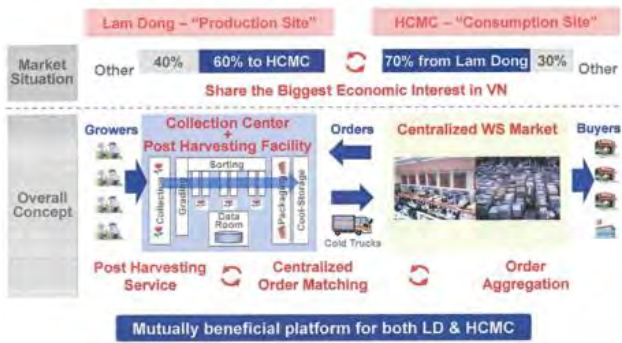 Lam Dong – "Production Site"
HCMC – "Consumption Site"
Market
Situation
Other
40%
60% to HCMC
70% from Lam Dong
30%
Other
Share the Biggest Economic Interest in VN
Overall
Concept
Growers
Collection Center
+
Post Harvesting Facility
Sorting
Collection
Grading
Data
Room
Packaging
Cool-Storage
Orders
Cold Trucks
Centralized WS Market
Buyers
Post Harvesting
Service
Centralized
Order Matching
Order
Aggregation
Mutually beneficial platform for both LD & HCMC